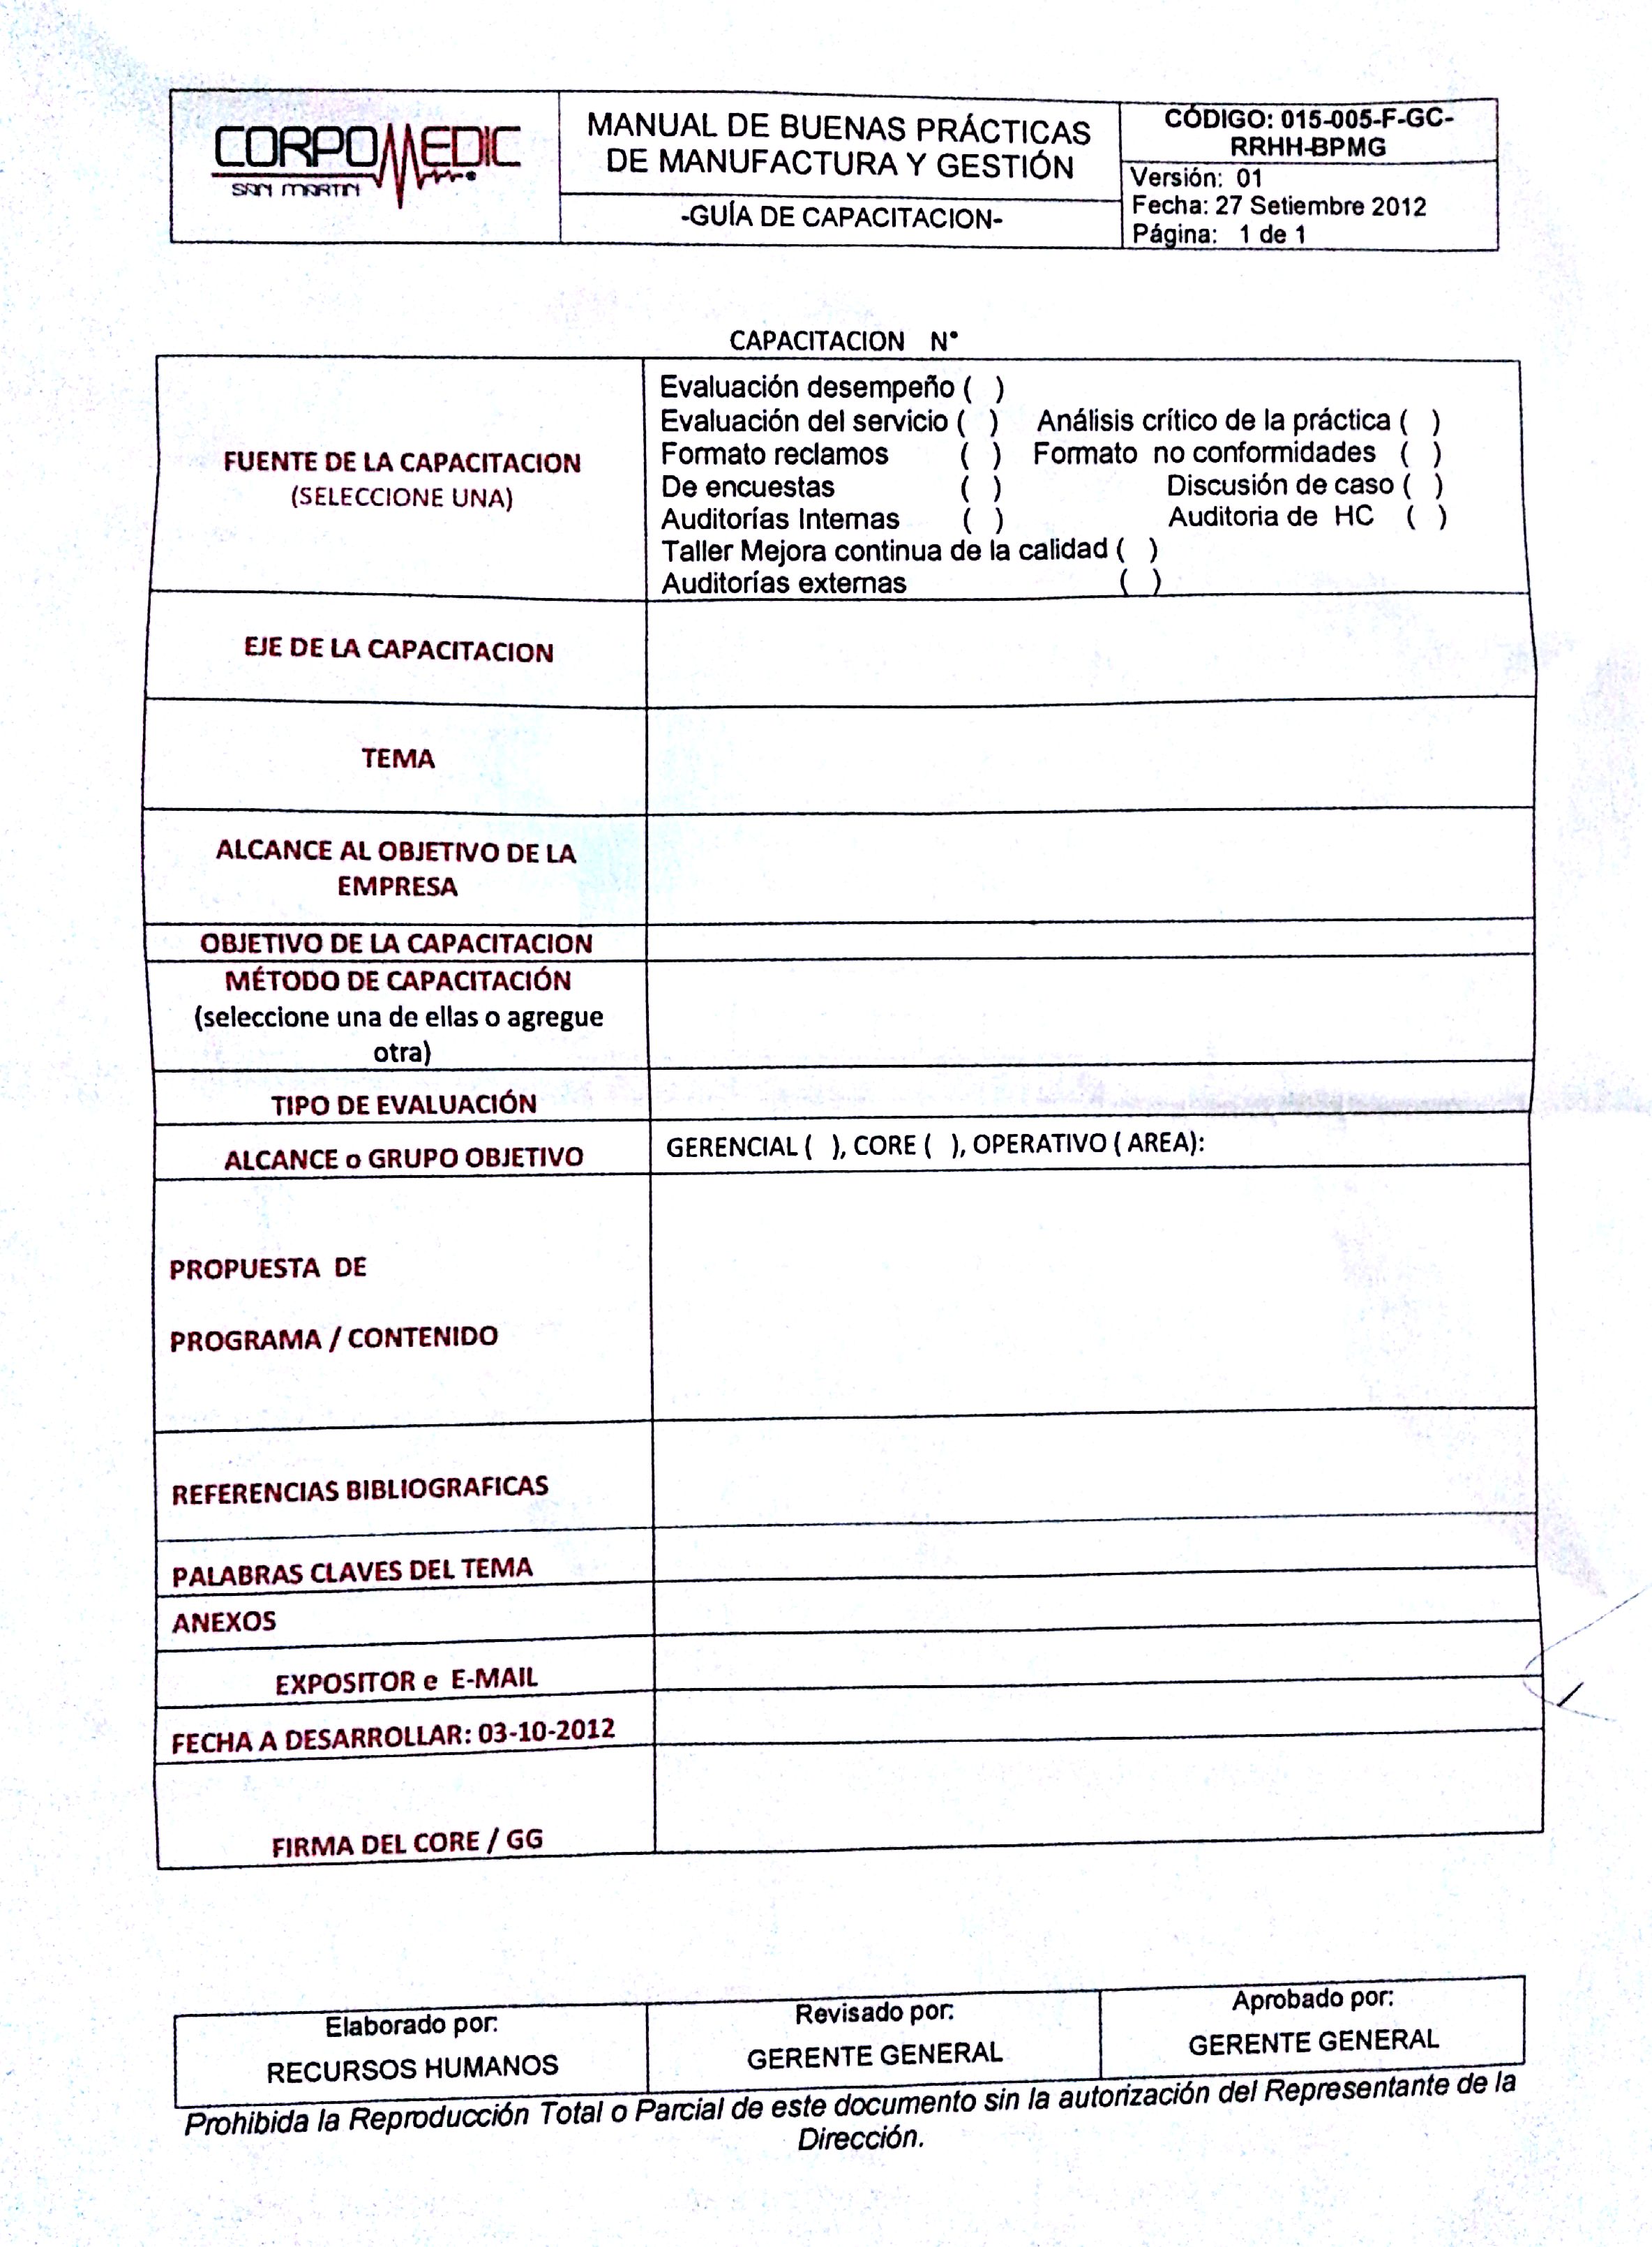 CORPOMEDIC
SAN MARTIN
MANUAL DE BUENAS PRÁCTICAS
DE MANUFACTURA Y GESTIÓN
-GUÍA DE CAPACITACION-
CÓDIGO: 015-005-F-GC-
RRHH-BPMG
Versión: 01
Fecha: 27 Setiembre 2012
Página: 1 de 1
CAPACITACION N°
FUENTE DE LA CAPACITACION
(SELECCIONE UNA)
Evaluación desempeño ( )
Evaluación del servicio ( ) Análisis crítico de la práctica ( )
Formato reclamos ( ) Formato no conformidades ( )
De encuestas ( ) Discusión de caso ( )
Auditorías Internas ( ) Auditoria de HC ( )
Taller Mejora continua de la calidad ( )
Auditorías externas ( )
EJE DE LA CAPACITACION
TEMA
ALCANCE AL OBJETIVO DE LA
EMPRESA
OBJETIVO DE LA CAPACITACION
MÉTODO DE CAPACITACIÓN
(seleccione una de ellas o agregue
otra)
TIPO DE EVALUACIÓN
ALCANCE o GRUPO OBJETIVO
GERENCIAL ( ), CORE ( ), OPERATIVO ( AREA):
PROPUESTA DE
PROGRAMA / CONTENIDO
REFERENCIAS BIBLIOGRAFICAS
PALABRAS CLAVES DEL TEMA
ANEXOS
EXPOSITOR e E-MAIL
FECHA A DESARROLLAR: 03-10-2012
FIRMA DEL CORE / GG
Elaborado por:
RECURSOS HUMANOS
Revisado por:
GERENTE GENERAL
Aprobado por:
GERENTE GENERAL
Prohibida la Reproducción Total o Parcial de este documento sin la autorización del Representante de la
Dirección.